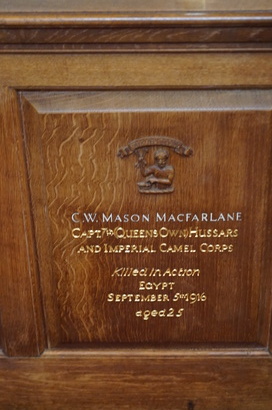 C.W. MASON MACFARLANE
CAPT 7TH (QUEENS OWN) HUSSARS
AND IMPERIAL CAMEL CORPS
Killed In Action
EGYPT
SEPTEMBER 5TH 1916
aged 25